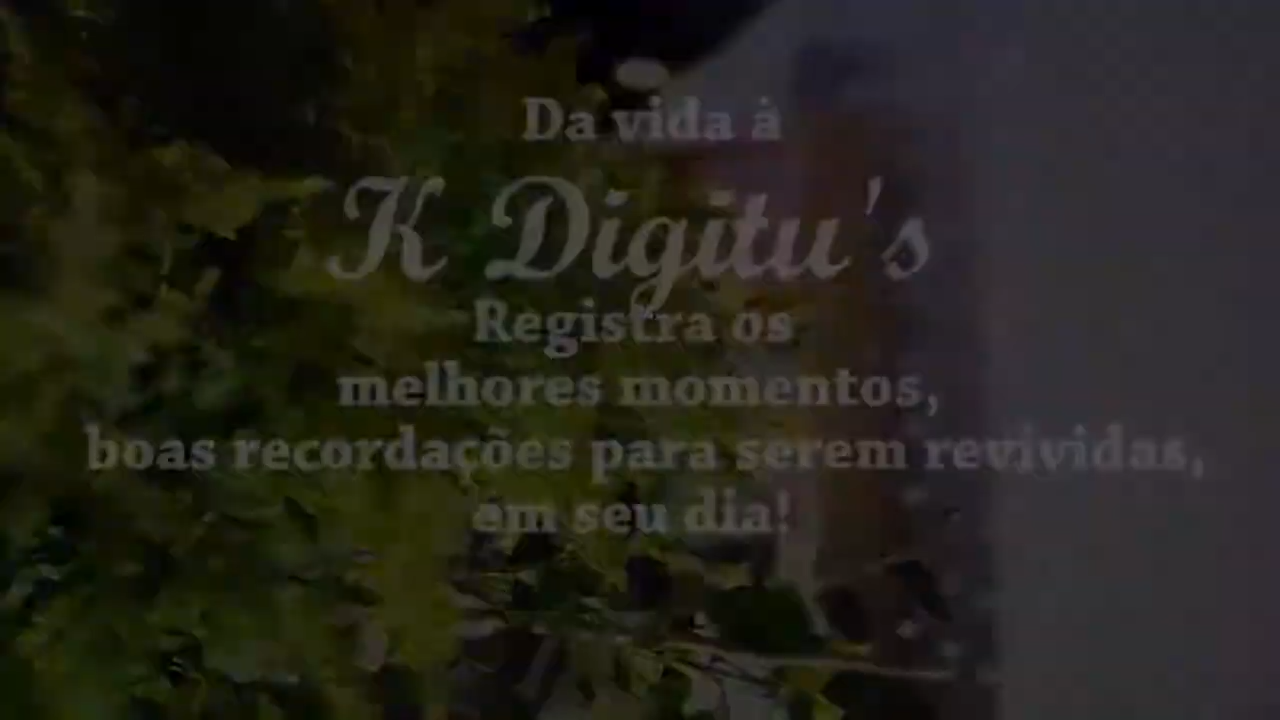 Da vida à
K Digitu's
Registra os
melhores momentos,
boas recordações para serem revividas,
em seu dia!